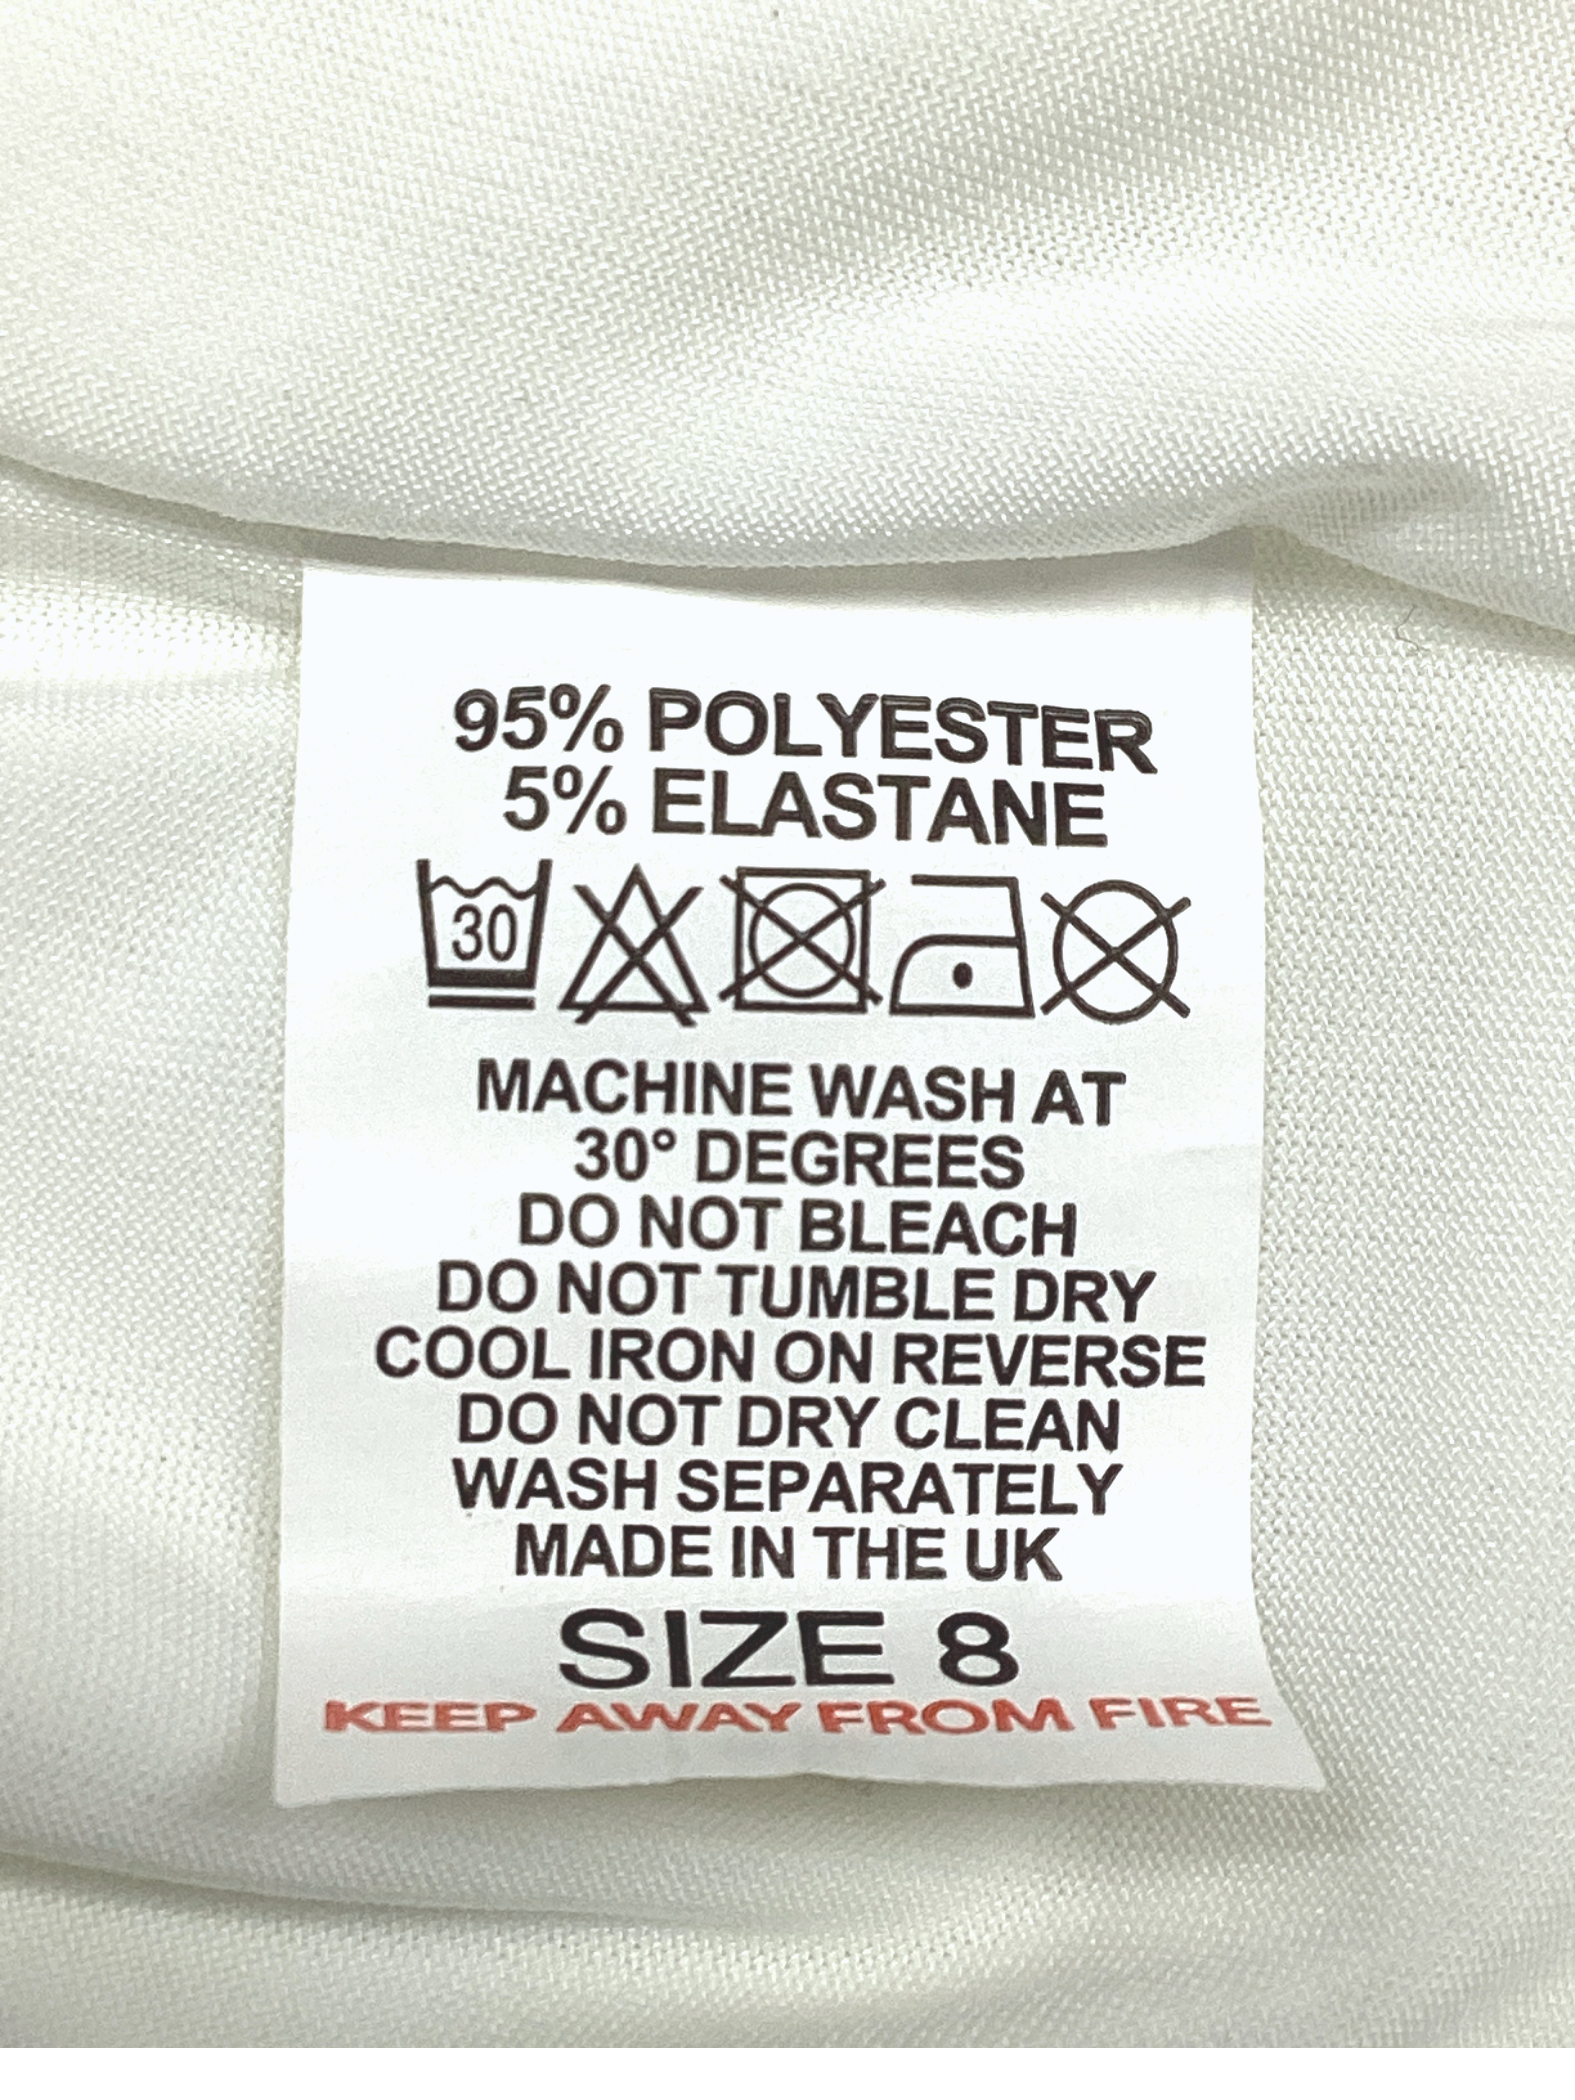 95% POLYESTER
5% ELASTANE
30
MACHINE WASH AT
30° DEGREES
DO NOT BLEACH
DO NOT TUMBLE DRY
COOL IRON ON REVERSE
DO NOT DRY CLEAN
WASH SEPARATELY
MADE IN THE UK
SIZE 8
KEEP AWAY FROM FIRE